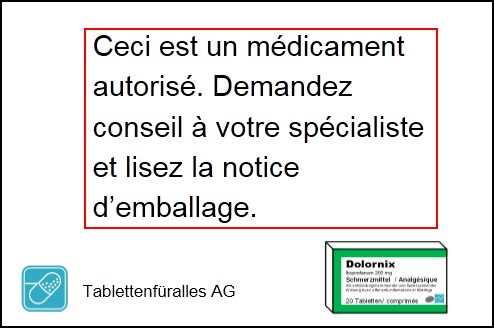 Ceci est un médicament
autorisé. Demandez
conseil à votre spécialiste
et lisez la notice
d’emballage.
Tablettenfüralles AG
Dolornix
200 mg
Schmerzmittel / Analgésique
20 Tabletten/ comprimés